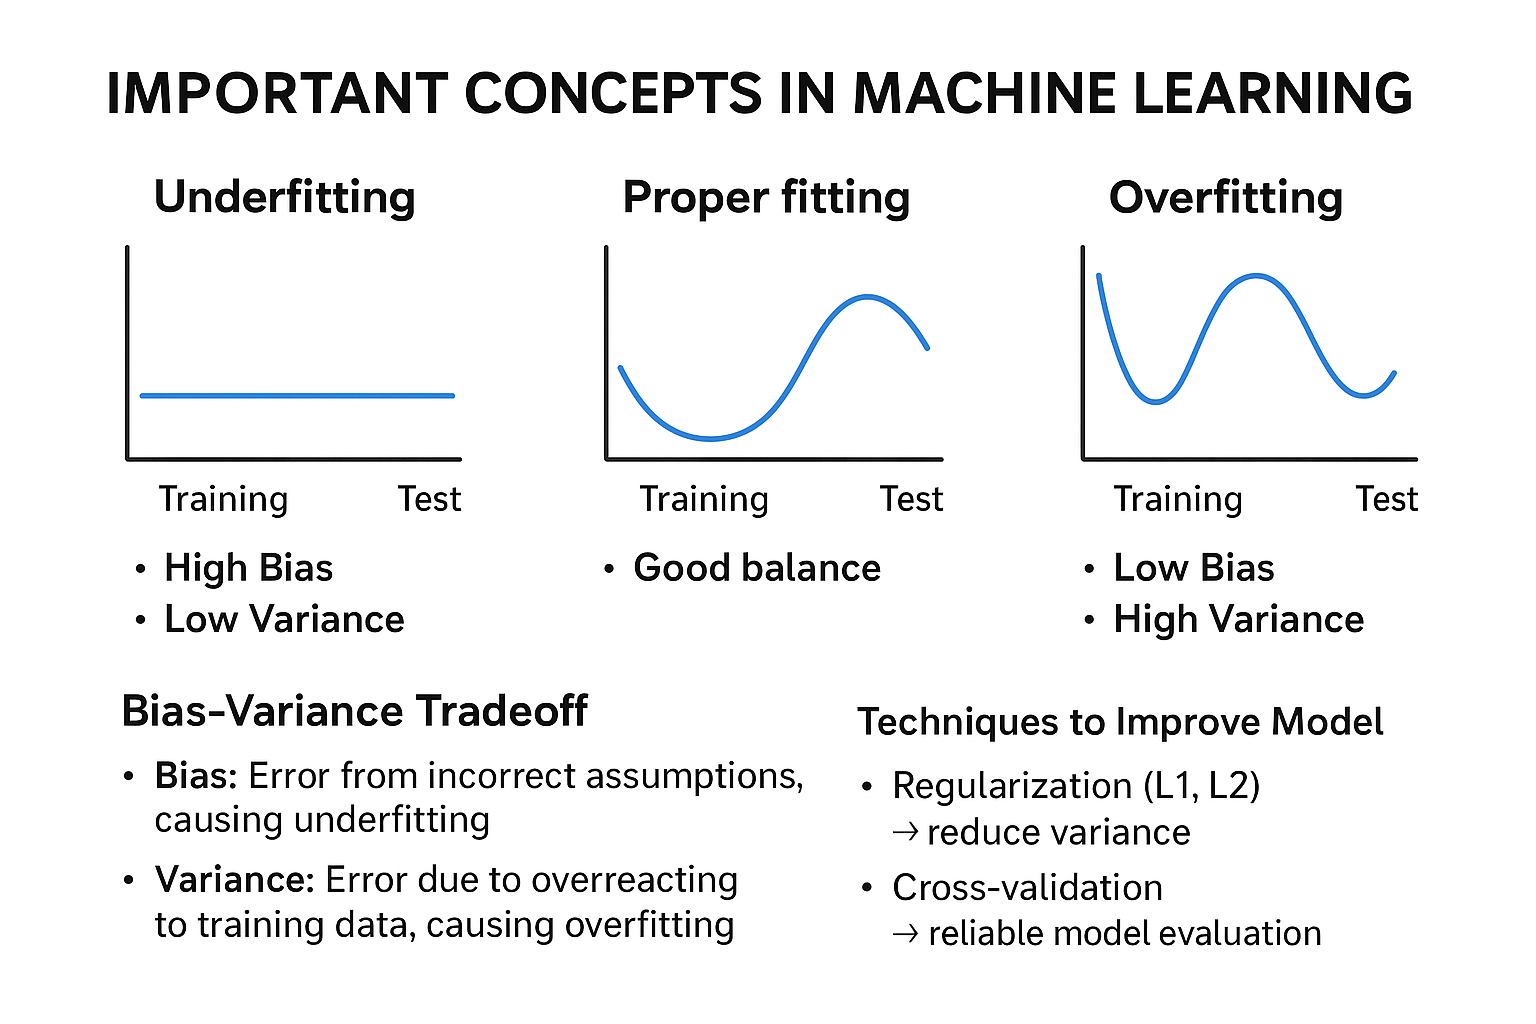 IMPORTANT CONCEPTS IN MACHINE LEARNING
Underfitting
Training Test
• High Bias
• Low Variance
Proper fitting
Training Test
• Good balance
Overfitting
Training Test
• Low Bias
• High Variance
Bias-Variance Tradeoff
• Bias: Error from incorrect assumptions,
causing underfitting
• Variance: Error due to overreacting
to training data, causing overfitting
Techniques to Improve Model
• Regularization (L1, L2)
→ reduce variance
• Cross-validation
→ reliable model evaluation